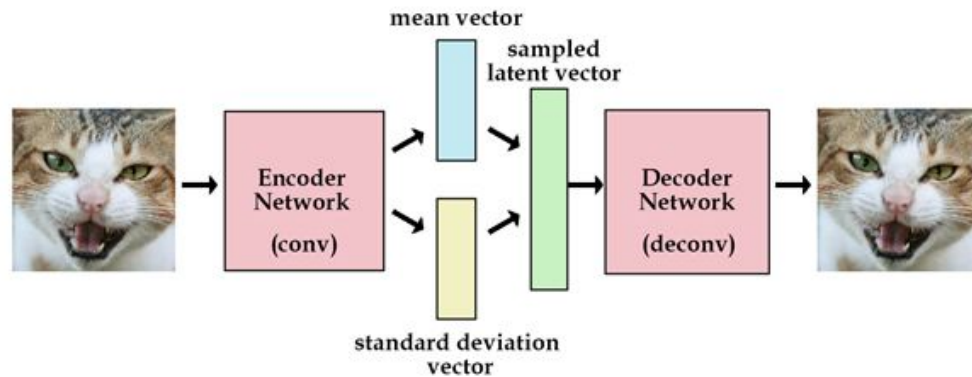 mean vector
sampled
latent vector
Encoder
Network
(conv)
Decoder
Network
(deconv)
standard deviation
vector